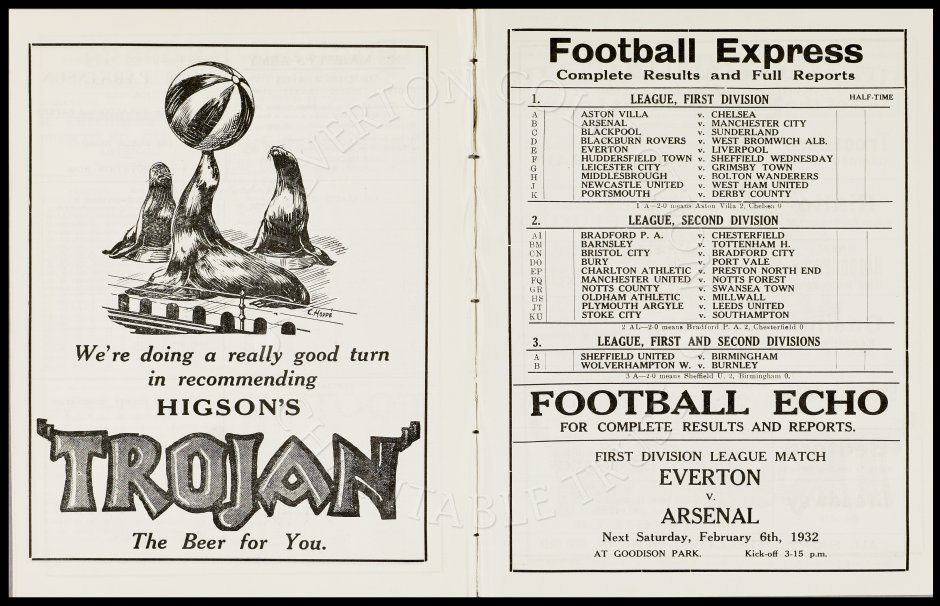 C. HOPPÉ
We're doing a really good turn
in recommending
HIGSON'S
"TROJAN"
The Beer for You.
Football Express
Complete Results and Full Reports
1. LEAGUE, FIRST DIVISION HALF-TIME
A ASTON VILLA v. CHELSEA
B ARSENAL v. MANCHESTER CITY
C BLACKPOOL v. SUNDERLAND
D BLACKBURN ROVERS v. WEST BROMWICH ALB.
E EVERTON v. LIVERPOOL
F HUDDERSFIELD TOWN v. SHEFFIELD WEDNESDAY
G LEICESTER CITY v. GRIMSBY TOWN
H MIDDLESBROUGH v. BOLTON WANDERERS
J NEWCASTLE UNITED v. WEST HAM UNITED
K PORTSMOUTH v. DERBY COUNTY
1 A—2-0 means Aston Villa 2, Chelsea 0
2. LEAGUE, SECOND DIVISION
AL BRADFORD P. A. v. CHESTERFIELD
BM BARNSLEY v. TOTTENHAM H.
CN BRISTOL CITY v. BRADFORD CITY
DO BURY v. PORT VALE
EP CHARLTON ATHLETIC v. PRESTON NORTH END
FQ MANCHESTER UNITED v. NOTTS FOREST
GR NOTTS COUNTY v. SWANSEA TOWN
HS OLDHAM ATHLETIC v. MILLWALL
JT PLYMOUTH ARGYLE v. LEEDS UNITED
KU STOKE CITY v. SOUTHAMPTON
2 AL—2-0 means Bradford P. A. 2, Chesterfield 0
3. LEAGUE, FIRST AND SECOND DIVISIONS
A SHEFFIELD UNITED v. BIRMINGHAM
B WOLVERHAMPTON W. v. BURNLEY
3 A—2-0 means Sheffield U. 2, Birmingham 0.
FOOTBALL ECHO
FOR COMPLETE RESULTS AND REPORTS.
FIRST DIVISION LEAGUE MATCH
EVERTON
v.
ARSENAL
Next Saturday, February 6th, 1932
AT GOODISON PARK. Kick-off 3-15 p.m.